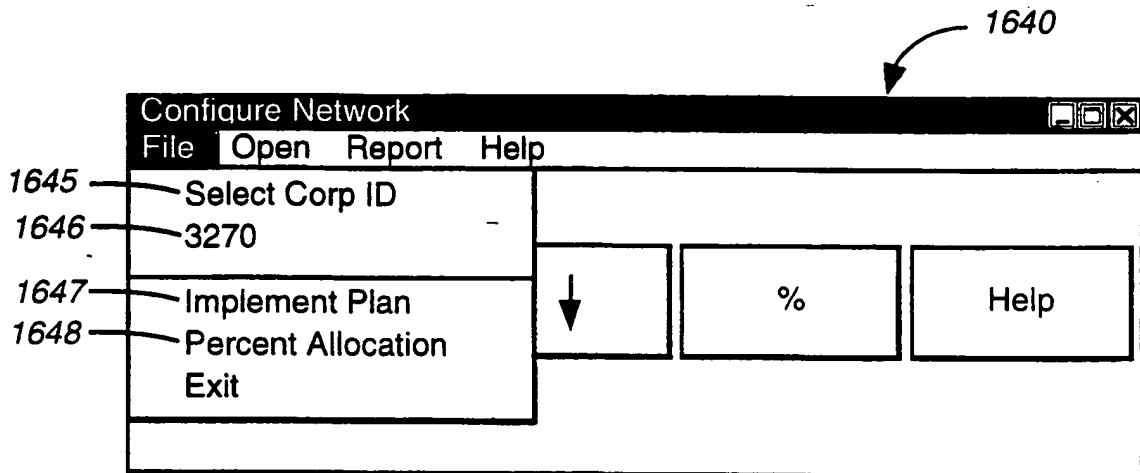 1640
Configure Network
File Open Report Help
1645 Select Corp ID
1646 3270
1647 Implement Plan
1648 Percent Allocation
Exit
% Help